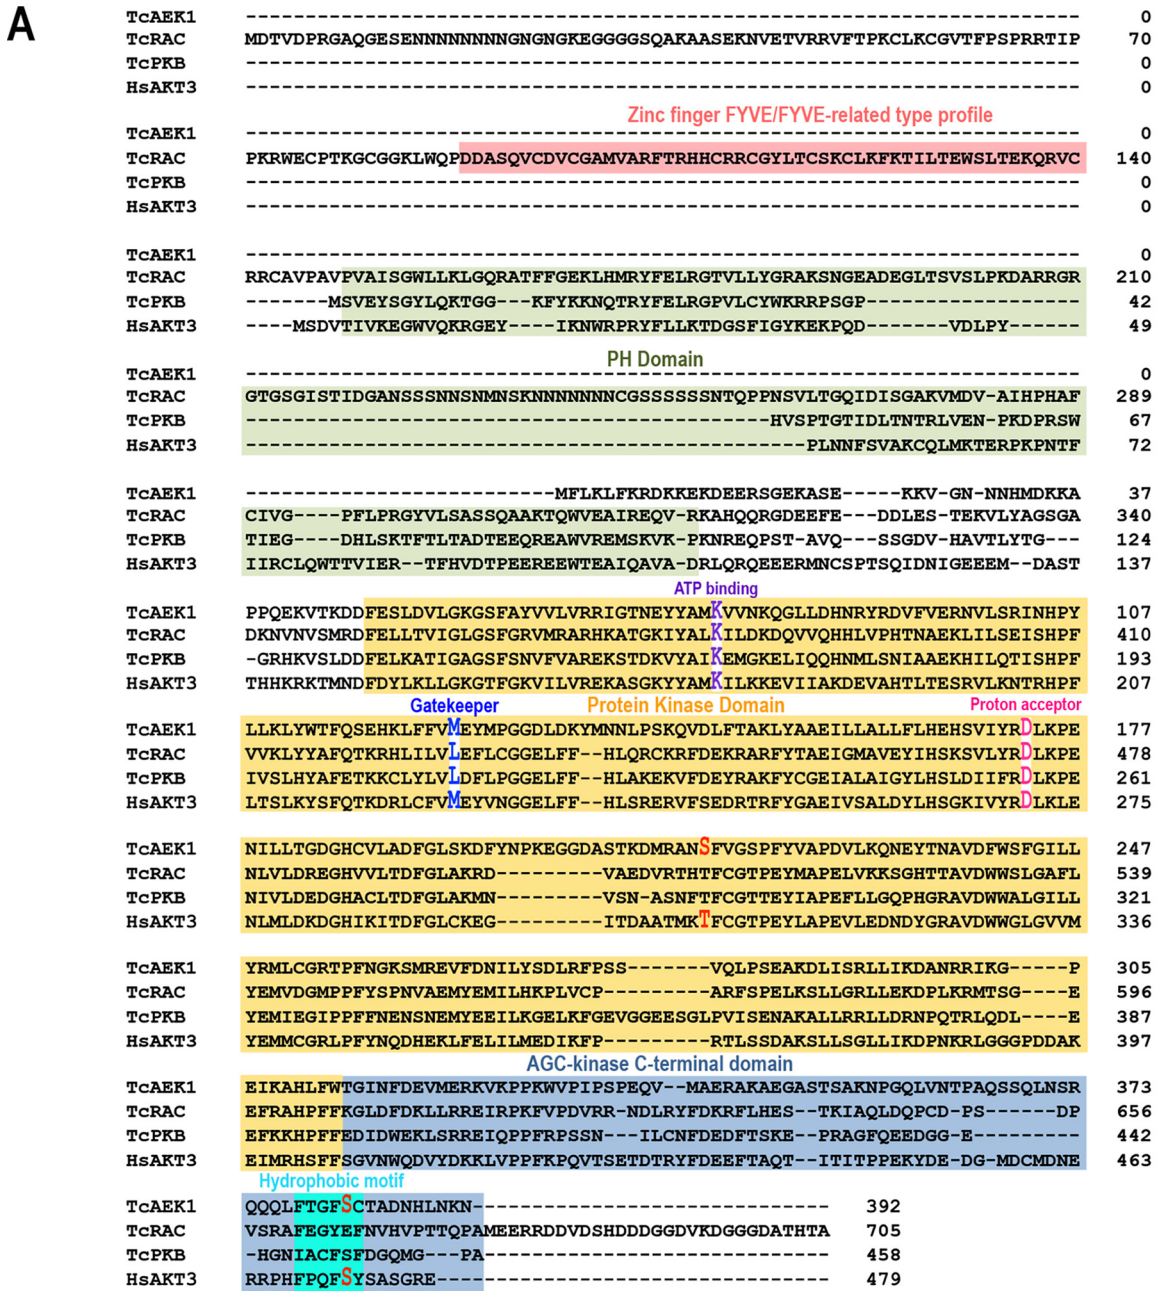 A
TcAEK1 ---------------------------------------------------------------------- 0
TcRAC MDTVDPRGAQGESENNNNNNNNNGNGNGKEGGGGSQAKAASEKNVETVRRVFTPKCLKCGVTFPSPRRTIP 70
TcPKB ---------------------------------------------------------------------- 0
HsAKT3 ---------------------------------------------------------------------- 0
Zinc finger FYVE/FYVE-related type profile
TcAEK1 ---------------------------------------------------------------------- 0
TcRAC PKRWECPTKGCGGKLWQPDDASQVCDVCGAMVARFTRHHCRRCGYLTCSKCLKFKTILTEWSLTEKQRVC 140
TcPKB ---------------------------------------------------------------------- 0
HsAKT3 ---------------------------------------------------------------------- 0
TcAEK1 ---------------------------------------------------------------------- 0
TcRAC RRCAVPAVPVAISGWLLKLGQRATFFGEKLHMRYFELRGTVLLYGRAKSNGEADEGLTSVSLPKDARRGR 210
TcPKB -------MSVEYSGYLQKTGG---KFYKKNQTRYFELRGPVLCYWKRRPSGP------------------ 42
HsAKT3 ----MSDVTIVKEGWVQKRGEY----IKNWRPRYFLLKTDGSFIGYKEKPQD-------VDLPY------ 49
PH Domain
TcAEK1 ---------------------------------------------------------------------- 0
TcRAC GTGSGISTIDGANSSSNNSNMNSKNNNNNNNCGSSSSSSNTQPPNSVLTGQIDISGAKVMDV-AIHPHAF 289
TcPKB --------------------------------------------HVSPTGTIDLTNTRLVEN-PKDPRSW 67
HsAKT3 -----------------------------------------------PLNNFSVAKCQLMKTERPKPNTF 72
TcAEK1 --------------------------MFLKLFKRDKKEKDEERSGEKASE-----KKV-GN-NNHMDKKA 37
TcRAC CIVG----PFLPRGYVLSASSQAAKTQWVEAIREQV-RKAHQQRGDEEFE---DDLES-TEKVLYAGSGA 340
TcPKB TIEG----DHLSKTFTLTADTEEQREAWVREMSKVK-PKNREQPST-AVQ---SSGDV-HAVTLYTG--- 124
HsAKT3 IIRCLQWTTVIER--TFHVDTPEEREEWTEAIQAVA-DRLQRQEEERMNCSPTSQIDNIGEEEM--DAST 137
ATP binding
TcAEK1 PPQEKVTKDDFESLDVLGKGSFAYVVLVRRIGTNEYYAMKVVNKQGLLDHNRYRDVFVERNVLSRINHPY 107
TcRAC DKNVNVSMRDFELLTVIGLGSFGRVMRARHKATGKIYALKILDKDQVVQHHLVPHTNAEKLILSEISHPF 410
TcPKB -GRHKVSLDDFELKATIGAGSFSNVFVAREKSTDKVYAIKEMGKELIQQHNMLSNIAAEKHILQTISHPF 193
HsAKT3 THHKRKTMNDFDYLKLLGKGTFGKVILVREKASGKYYAMKILKKEVIIAKDEVAHTLTESRVLKNTRHPF 207
Gatekeeper Protein Kinase Domain Proton acceptor
TcAEK1 LLKLYWTFQSEHKLFFVMEYMPGGDLDKYMNNLPSKQVDLFTAKLYAAEILLALLFLHEHSVIYRDLKPE 177
TcRAC VVKLYYAFQTKRHLILVLEFLCGGELFF--HLQRCKRFDEKRARFYTAEIGMAVEYIHSKSVLYRDLKPE 478
TcPKB IVSLHYAFETKKCLYLVLDFLPGGELFF--HLAKEKVFDEYRAKFYCGEIALAIGYLHSLDIIFRDLKPE 261
HsAKT3 LTSLKYSFQTKDRLCFVMEYVNGGELFF--HLSRERVFSEDRTRFYGAEIVSALDYLHSGKIVYRDLKLE 275
TcAEK1 NILLTGDGHCVLADFGLSKDFYNPKEGGDASTKDMRANSFVGSPFYVAPDVLKQNEYTNAVDFWSFGILL 247
TcRAC NLVLDREGHVVLTDFGLAKRD---------VAEDVRTHTFCGTPEYMAPELVKKSGHTTAVDWWSLGAFL 539
TcPKB NIVLDEDGHACLTDFGLAKMN---------VSN-ASNFTFCGTTEYIAPEFLLGQPHGRAVDWWALGILL 321
HsAKT3 NLMLDKDGHIKITDFGLCKEG---------ITDAATMKTFCGTPEYLAPEVLEDNDYGRAVDWWGLGVVM 336
TcAEK1 YRMLCGRTPFNGKSMREVFDNILYSDLRFPSS-------VQLPSEAKDLISRLLIKDANRRIKG-----P 305
TcRAC YEMVDGMPPFYSPNVAEMYEMILHKPLVCP---------ARFSPELKSLLGRLLEKDPLKRMTSG----E 596
TcPKB YEMIEGIPPFFNENSNEMYEEILKGELKFGEVGGEESGLPVISENAKALLRRLLDRNPQTRLQDL----E 387
HsAKT3 YEMMCGRLPFYNQDHEKLFELILMEDIKFP---------RTLSSDAKSLLSGLLIKDPNKRLGGGPDDAK 397
AGC-kinase C-terminal domain
TcAEK1 EIKAHLFWTGINFDEVMERKVKPPKWVPIPSPEQV--MAERAKAEGASTSAKNPGQLVNTPAQSSQLNSR 373
TcRAC EFRAHPFFKGLDFDKLLRREIRPKFVPDVRR-NDLRYFDKRFLHES--TKIAQLDQPCD-PS------DP 656
TcPKB EFKKHPFFEDIDWEKLSRREIQPPFRPSSN---ILCNFDEDFTSKE--PRAGFQEEDGG-E--------- 442
HsAKT3 EIMRHSFFSGVNWQDVYDKKLVPPFKPQVTSETDTRYFDEEFTAQT--ITITPPEKYDE-DG-MDCMDNE 463
Hydrophobic motif
TcAEK1 QQQLFTGFSCTADNHLNKN------------------------------ 392
TcRAC VSRAFEGYEFNVHVPTTQPAMEERRDDVDSHDDDGGDVKDGGGDATHTA 705
TcPKB -HGNIACFSFDGQMG---PA----------------------------- 458
HsAKT3 RRPHFPQFSYSASGRE--------------------------------- 479